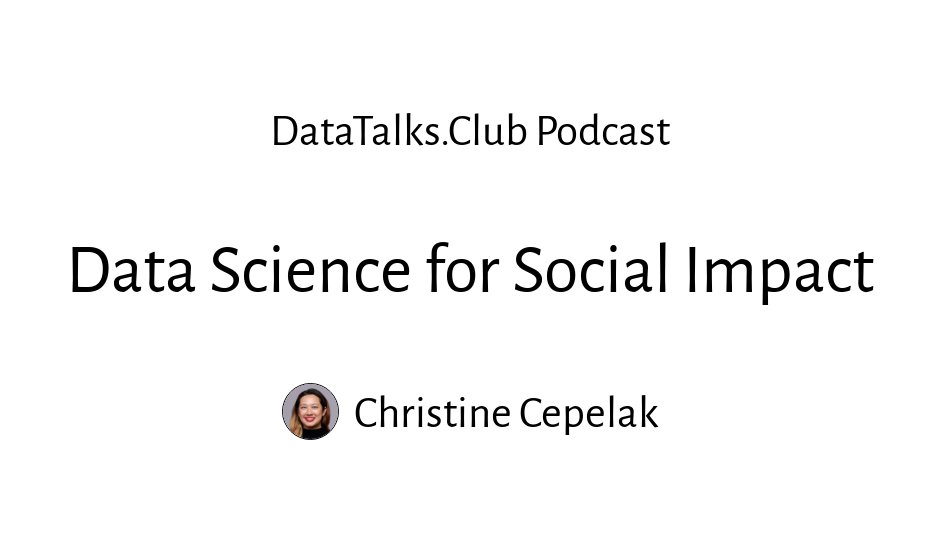 DataTalks.Club Podcast
Data Science for Social Impact
Christine Cepelak